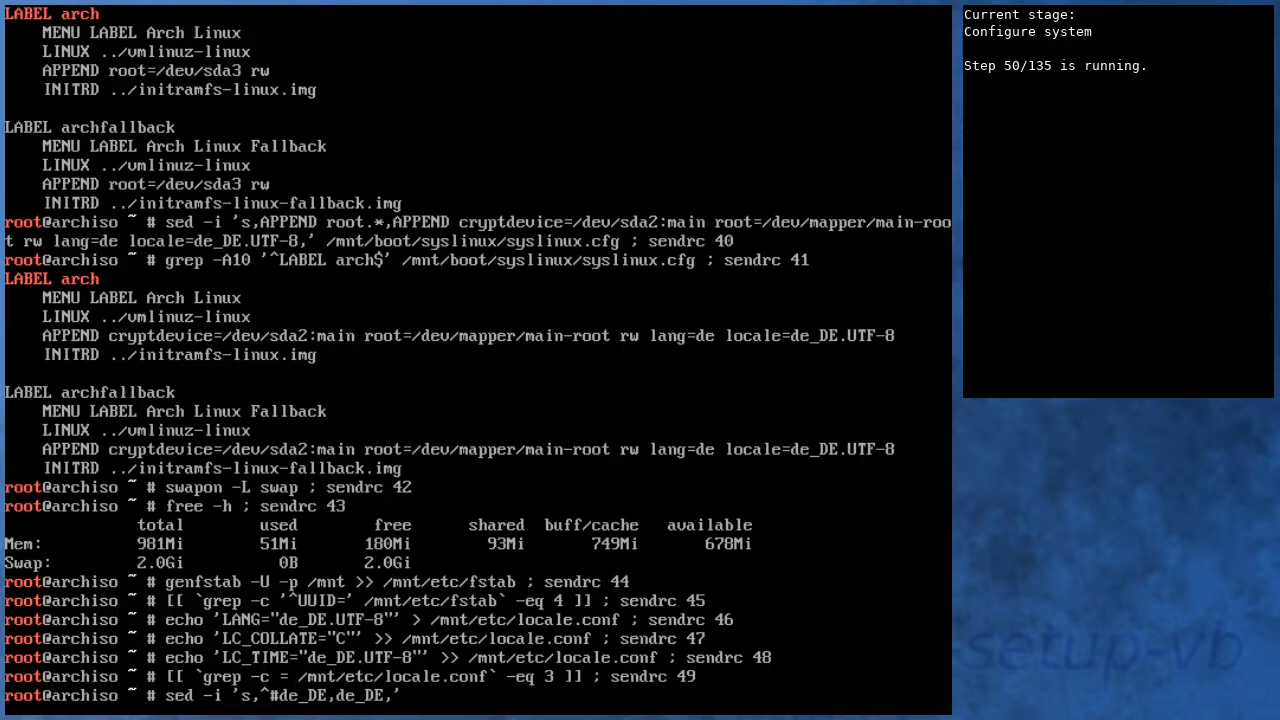 LABEL arch
    MENU LABEL Arch Linux
    LINUX ../vmlinuz-linux
    APPEND root=/dev/sda3 rw
    INITRD ../initramfs-linux.img

LABEL archfallback
    MENU LABEL Arch Linux Fallback
    LINUX ../vmlinuz-linux
    APPEND root=/dev/sda3 rw
    INITRD ../initramfs-linux-fallback.img
root@archiso ~ # sed -i 's,APPEND root.*,APPEND cryptdevice=/dev/sda2:main root=/dev/mapper/main-roo
t rw lang=de locale=de_DE.UTF-8,' /mnt/boot/syslinux/syslinux.cfg ; sendrc 40
root@archiso ~ # grep -A10 '^LABEL arch$' /mnt/boot/syslinux/syslinux.cfg ; sendrc 41
LABEL arch
    MENU LABEL Arch Linux
    LINUX ../vmlinuz-linux
    APPEND cryptdevice=/dev/sda2:main root=/dev/mapper/main-root rw lang=de locale=de_DE.UTF-8
    INITRD ../initramfs-linux.img

LABEL archfallback
    MENU LABEL Arch Linux Fallback
    LINUX ../vmlinuz-linux
    APPEND cryptdevice=/dev/sda2:main root=/dev/mapper/main-root rw lang=de locale=de_DE.UTF-8
    INITRD ../initramfs-linux-fallback.img
root@archiso ~ # swapon -L swap ; sendrc 42
root@archiso ~ # free -h ; sendrc 43
              total        used        free      shared  buff/cache   available
Mem:          981Mi        51Mi       180Mi        93Mi       749Mi       678Mi
Swap:         2.0Gi          0B       2.0Gi
root@archiso ~ # genfstab -U -p /mnt >> /mnt/etc/fstab ; sendrc 44
root@archiso ~ # [[ `grep -c '^UUID=' /mnt/etc/fstab` -eq 4 ]] ; sendrc 45
root@archiso ~ # echo 'LANG="de_DE.UTF-8"' > /mnt/etc/locale.conf ; sendrc 46
root@archiso ~ # echo 'LC_COLLATE="C"' >> /mnt/etc/locale.conf ; sendrc 47
root@archiso ~ # echo 'LC_TIME="de_DE.UTF-8"' >> /mnt/etc/locale.conf ; sendrc 48
root@archiso ~ # [[ `grep -c = /mnt/etc/locale.conf` -eq 3 ]] ; sendrc 49
root@archiso ~ # sed -i 's,^#de_DE,de_DE,'
Current stage:
Configure system

Step 50/135 is running.
setup-vb